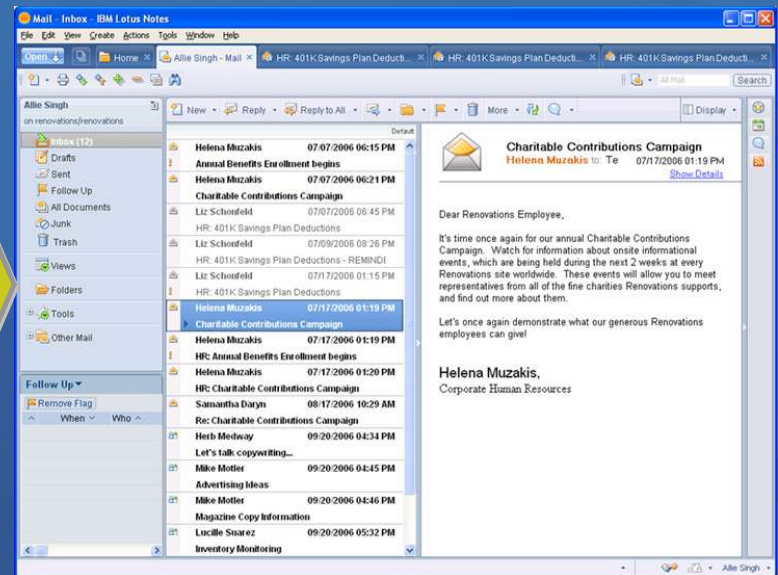 Mail - Inbox - IBM Lotus Notes
File Edit View Create Actions Tools Window Help
Open Home Allie Singh - Mail HR: 401K Savings Plan Deducti... HR: 401K Savings Plan Deducti... HR: 401K Savings Plan Deducti...
All Mail Search
Allie Singh
on renovations/renovations
Inbox (12)
Drafts
Sent
Follow Up
All Documents
Junk
Trash
Views
Folders
Tools
Other Mail
Follow Up
Remove Flag
When Who
New Reply Reply to All More Display
Default
Helena Muzakis 07/07/2006 06:15 PM
Annual Benefits Enrollment begins
Helena Muzakis 07/07/2006 06:21 PM
Charitable Contributions Campaign
Liz Schonfeld 07/07/2006 06:45 PM
HR: 401K Savings Plan Deductions
Liz Schonfeld 07/09/2006 08:26 PM
HR: 401K Savings Plan Deductions - REMINDI
Liz Schonfeld 07/17/2006 01:15 PM
HR: 401K Savings Plan Deductions
Helena Muzakis 07/17/2006 01:19 PM
Charitable Contributions Campaign
Helena Muzakis 07/17/2006 01:19 PM
HR: Annual Benefits Enrollment begins
Helena Muzakis 07/17/2006 01:20 PM
HR: Charitable Contributions Campaign
Samantha Daryn 08/17/2006 10:29 AM
Re: Charitable Contributions Campaign
Herb Medway 09/20/2006 04:34 PM
Let's talk copywriting...
Mike Motler 09/20/2006 04:45 PM
Advertising Ideas
Mike Motler 09/20/2006 04:46 PM
Magazine Copy Information
Lucille Suarez 09/20/2006 05:32 PM
Inventory Monitoring
Charitable Contributions Campaign
Helena Muzakis to: Te 07/17/2006 01:19 PM
Show Details
Dear Renovations Employee,
It's time once again for our annual Charitable Contributions
Campaign. Watch for information about onsite informational
events, which are being held during the next 2 weeks at every
Renovations site worldwide. These events will allow you to meet
representatives from all of the fine charities Renovations supports,
and find out more about them.
Let's once again demonstrate what our generous Renovations
employees can give!
Helena Muzakis,
Corporate Human Resources
Allie Singh